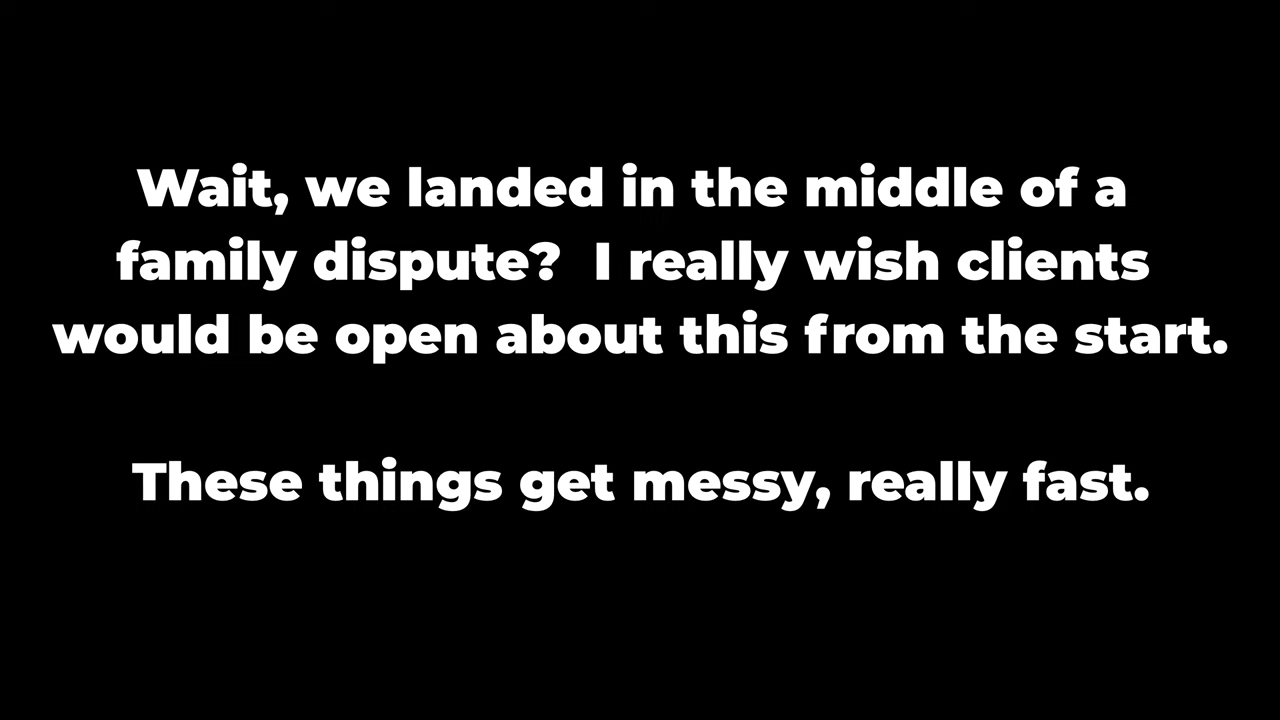 Wait, we landed in the middle of a
family dispute?  I really wish clients
would be open about this from the start.
These things get messy, really fast.